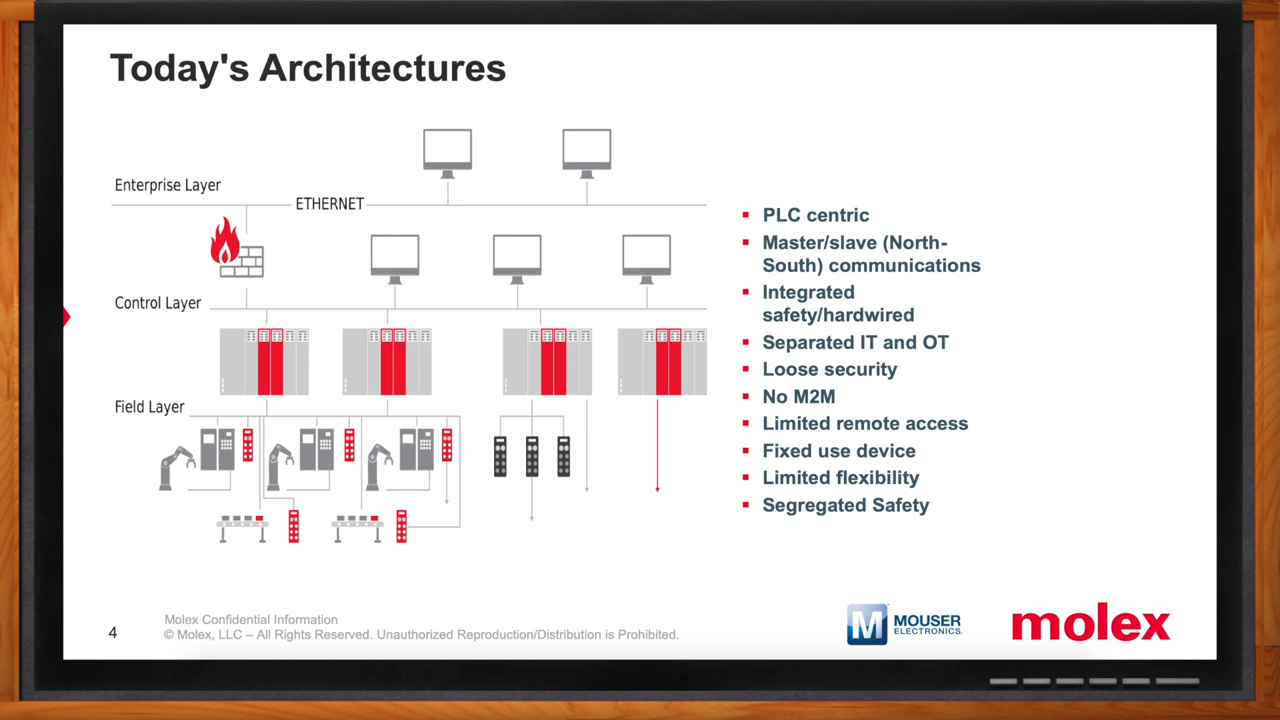 Today's Architectures
Enterprise Layer
ETHERNET
Control Layer
Field Layer
PLC centric
Master/slave (North-
South) communications
Integrated
safety/hardwired
Separated IT and OT
Loose security
No M2M
Limited remote access
Fixed use device
Limited flexibility
Segregated Safety
4
Molex Confidential Information
© Molex, LLC – All Rights Reserved. Unauthorized Reproduction/Distribution is Prohibited.
M
MOUSER
ELECTRONICS.
molex